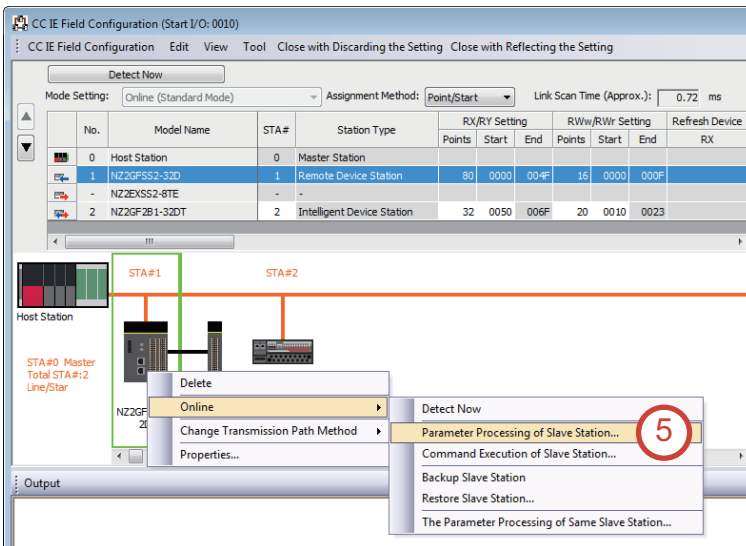 CC IE Field Configuration (Start I/O: 0010)
CC IE Field Configuration Edit View Tool Close with Discarding the Setting Close with Reflecting the Setting
Detect Now
Mode Setting: Online (Standard Mode) Assignment Method: Point/Start Link Scan Time (Approx.): 0.72 ms
No. Model Name STA# Station Type RX/RY Setting RWw/RWr Setting Refresh Device
Points Start End Points Start End RX
0 Host Station 0 Master Station
1 NZ2GFSS2-32D 1 Remote Device Station 80 0000 004F 16 0000 000F
- NZ2EXSS2-8TE - -
2 NZ2GF2B1-32DT 2 Intelligent Device Station 32 0050 006F 20 0010 0023
STA#1 STA#2
Host Station
STA#0 Master
Total STA#:2
Line/Star
NZ2GF
2D
Delete
Online
Change Transmission Path Method
Properties...
Detect Now
Parameter Processing of Slave Station... 5
Command Execution of Slave Station...
Backup Slave Station
Restore Slave Station...
The Parameter Processing of Same Slave Station...
Output